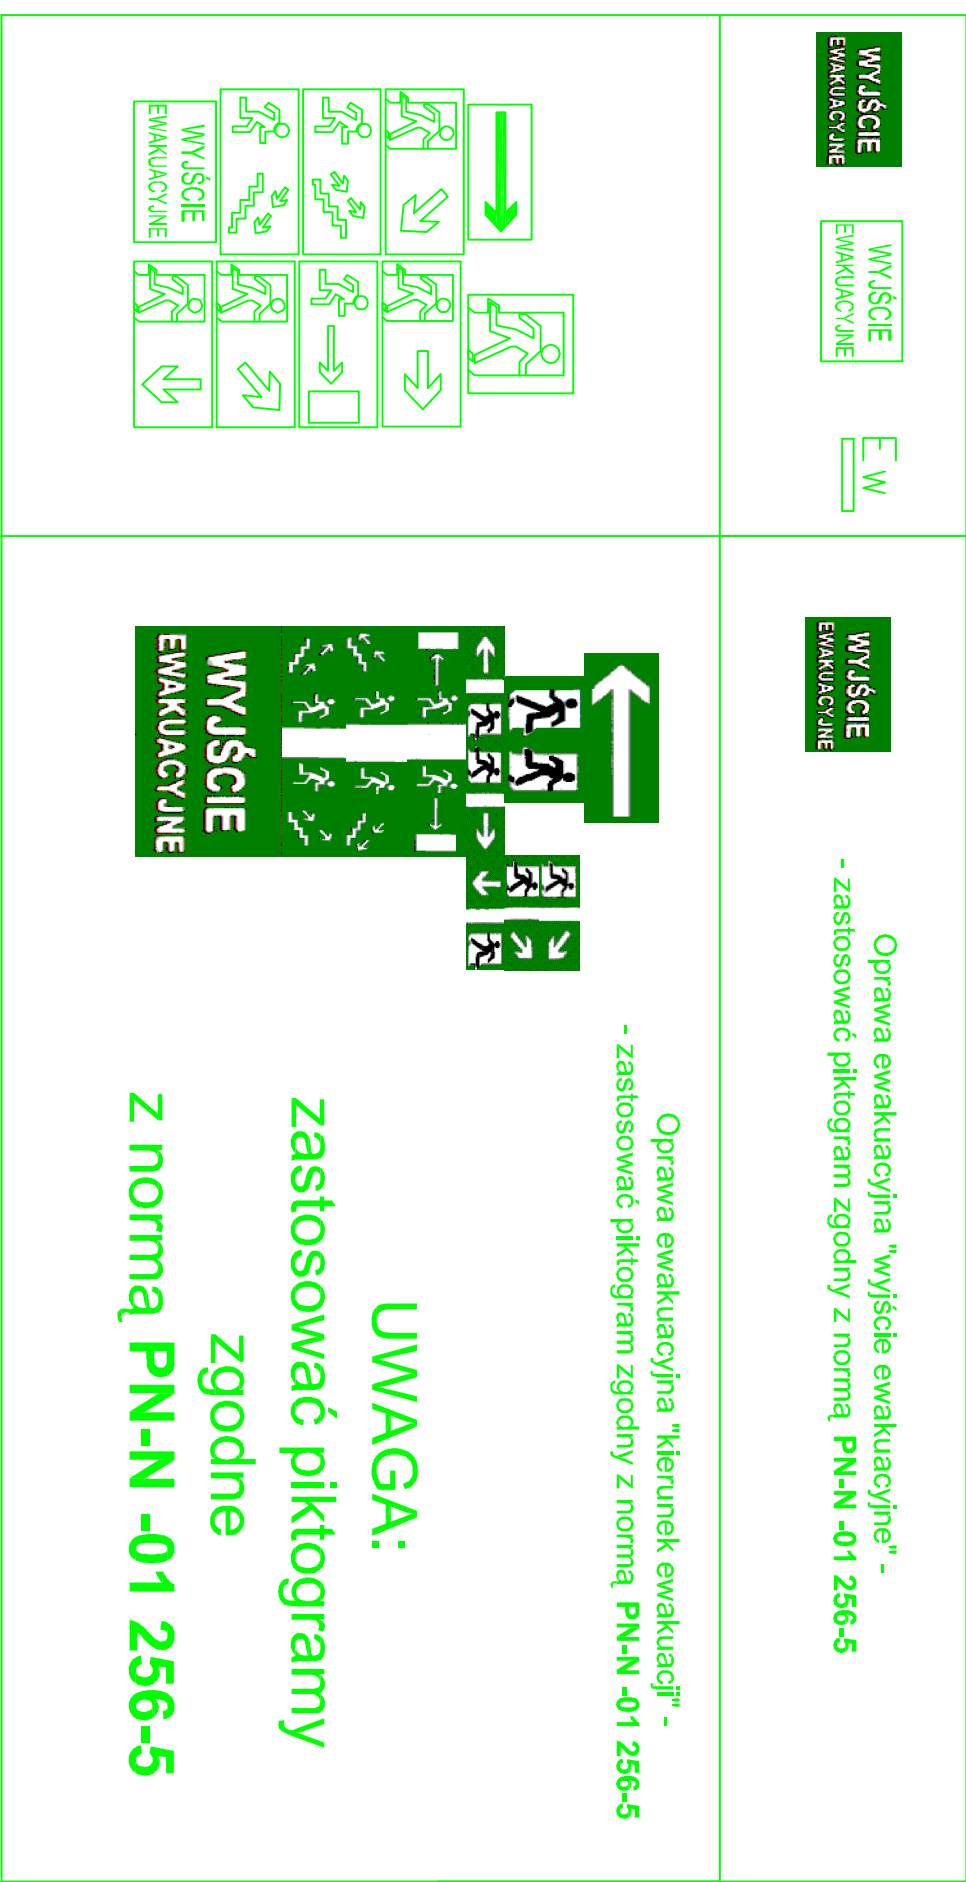 WYJŚCIE
EWAKUACYJNE
WYJŚCIE
EWAKUACYJNE
E W
WYJŚCIE
EWAKUACYJNE
Oprawa ewakuacyjna "wyjście ewakuacyjne" -
- zastosować piktogram zgodny z normą PN-N -01 256-5
WYJŚCIE
EWAKUACYJNE
Oprawa ewakuacyjna "kierunek ewakuacji" -
- zastosować piktogram zgodny z normą PN-N -01 256-5
WYJŚCIE
EWAKUACYJNE
UWAGA:
zastosować piktogramy
zgodne
z normą PN-N -01 256-5